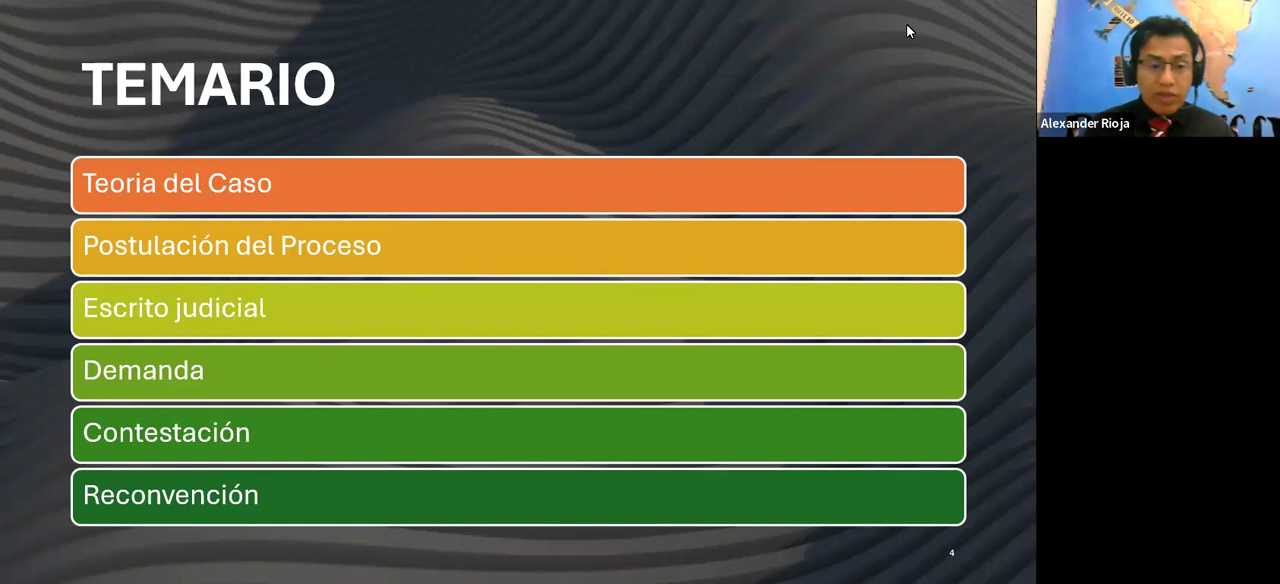 TEMARIO
Teoria del Caso
Postulación del Proceso
Escrito judicial
Demanda
Contestación
Reconvención
4
Alexander Rioja